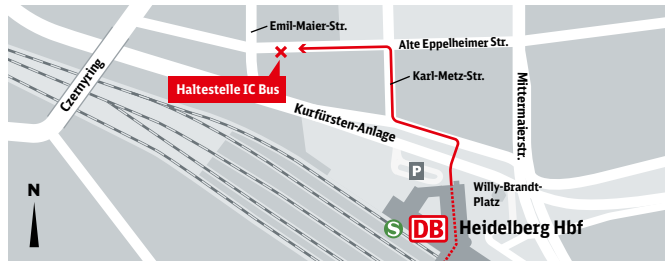 Emil-Maier-Str.
Alte Eppelheimer Str.
Czernyring
Haltestelle IC Bus
Karl-Metz-Str.
Mittermaierstr.
Kurfürsten-Anlage
P
Willy-Brandt-
Platz
N
S
DB
Heidelberg Hbf